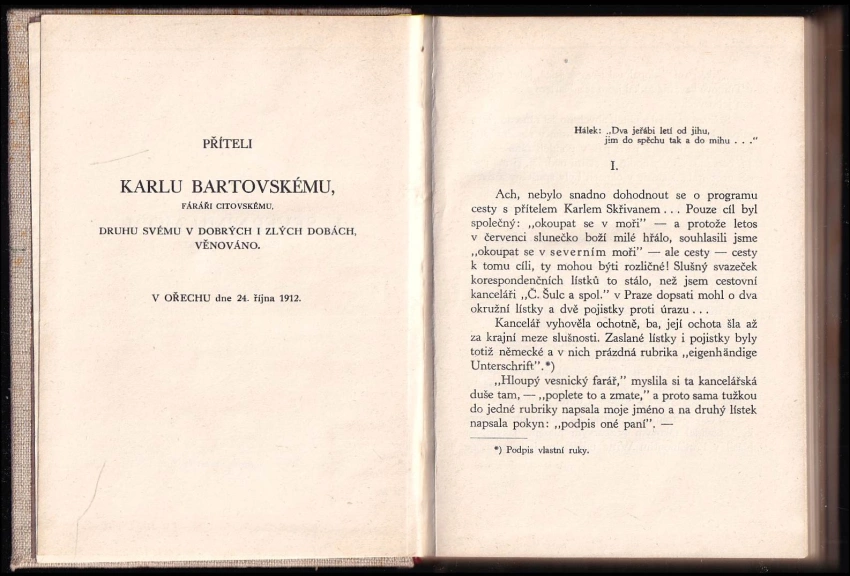 PŘÍTELI
KARLU BARTOVSKÉMU,
FÁRÁŘI CITOVSKÉMU,
DRUHU SVÉMU V DOBRÝCH I ZLÝCH DOBÁCH,
VĚNOVÁNO.
V OŘECHU dne 24. října 1912.
Hálek: „Dva jeřábi letí od jihu,
jim do spěchu tak a do mihu . . .“
I.
Ach, nebylo snadno dohodnout se o programu
cesty s přítelem Karlem Skřivanem . . . Pouze cíl byl
společný: „okoupat se v moři“ — a protože letos
v červenci slunečko boží milé hřálo, souhlasili jsme
„okoupat se v severním moři“ — ale cesty — cesty
k tomu cíli, ty mohou býti rozličné! Slušný svazeček
korespondenčních lístků to stálo, než jsem cestovní
kanceláři „Č. Šulc a spol.“ v Praze dopsati mohl o dva
okružní lístky a dvě pojistky proti úrazu . . .
Kancelář vyhověla ochotně, ba, její ochota šla až
za krajní meze slušnosti. Zaslané lístky i pojistky byly
totiž německé a v nich prázdná rubrika „eigenhändige
Unterschrift“.*)
„Hloupý vesnický farář,“ myslila si ta kancelářská
duše tam, — „poplete to a zmate,“ a proto sama tužkou
do jedné rubriky napsala moje jméno a na druhý lístek
napsala pokyn: „podpis oné paní“. —
*) Podpis vlastní ruky.